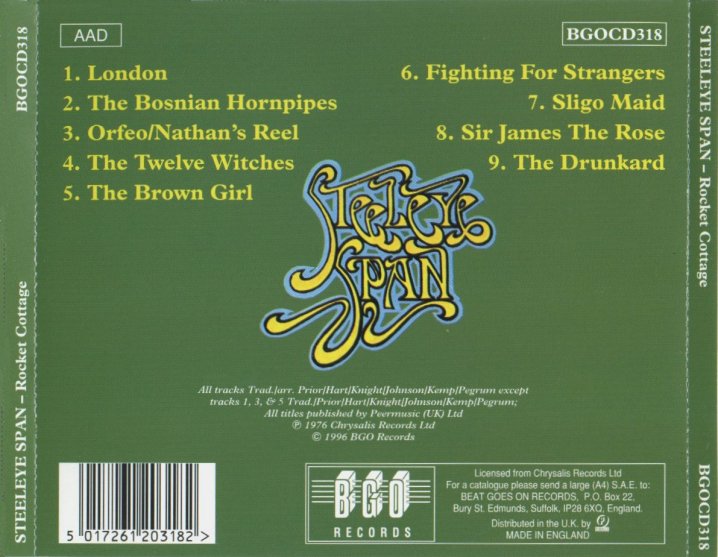 AAD
BGOCD318
1. London
2. The Bosnian Hornpipes
3. Orfeo/Nathan's Reel
4. The Twelve Witches
5. The Brown Girl
6. Fighting For Strangers
7. Sligo Maid
8. Sir James The Rose
9. The Drunkard
STEELEYE
SPAN
All tracks Trad./arr. Prior/Hart/Knight/Johnson/Kemp/Pegrum except
tracks 1, 3, & 5 Trad./Prior/Hart/Knight/Johnson/Kemp/Pegrum;
All titles published by Peermusic (UK) Ltd
℗ 1976 Chrysalis Records Ltd
© 1996 BGO Records
5 017261 203182 >
BGO
RECORDS
Licensed from Chrysalis Records Ltd
For a catalogue please send a large (A4) S.A.E. to:
BEAT GOES ON RECORDS, P.O. Box 22,
Bury St. Edmunds, Suffolk, IP28 6XQ, England.
Distributed in the U.K. by
MADE IN ENGLAND
STEELEYE SPAN – Rocket Cottage
BGOCD318
STEELEYE SPAN – Rocket Cottage
BGOCD318